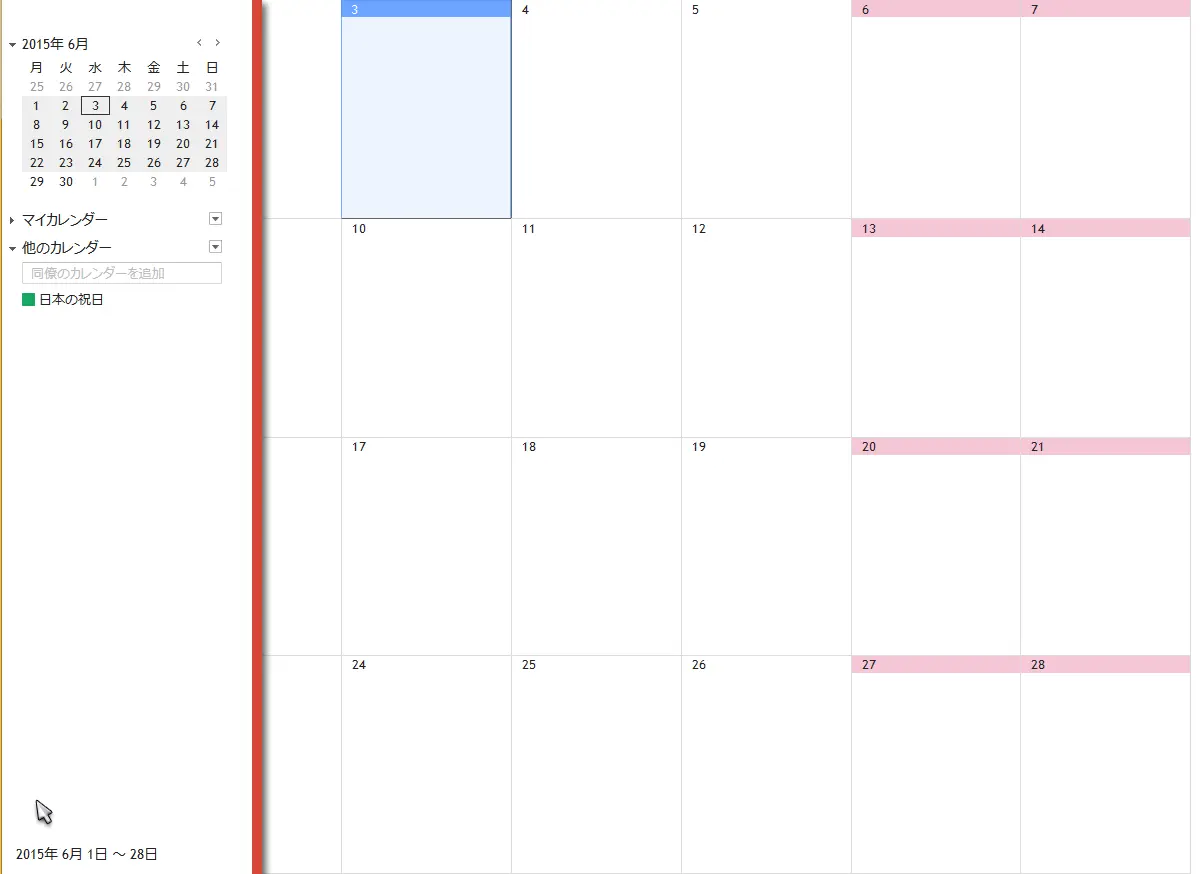 2015年 6月 < >
月 火 水 木 金 土 日
25 26 27 28 29 30 31
1 2 3 4 5 6 7
8 9 10 11 12 13 14
15 16 17 18 19 20 21
22 23 24 25 26 27 28
29 30 1 2 3 4 5
マイカレンダー
他のカレンダー
同僚のカレンダーを追加
日本の祝日
2015年 6月 1日 ～ 28日
3 4 5 6 7
10 11 12 13 14
17 18 19 20 21
24 25 26 27 28